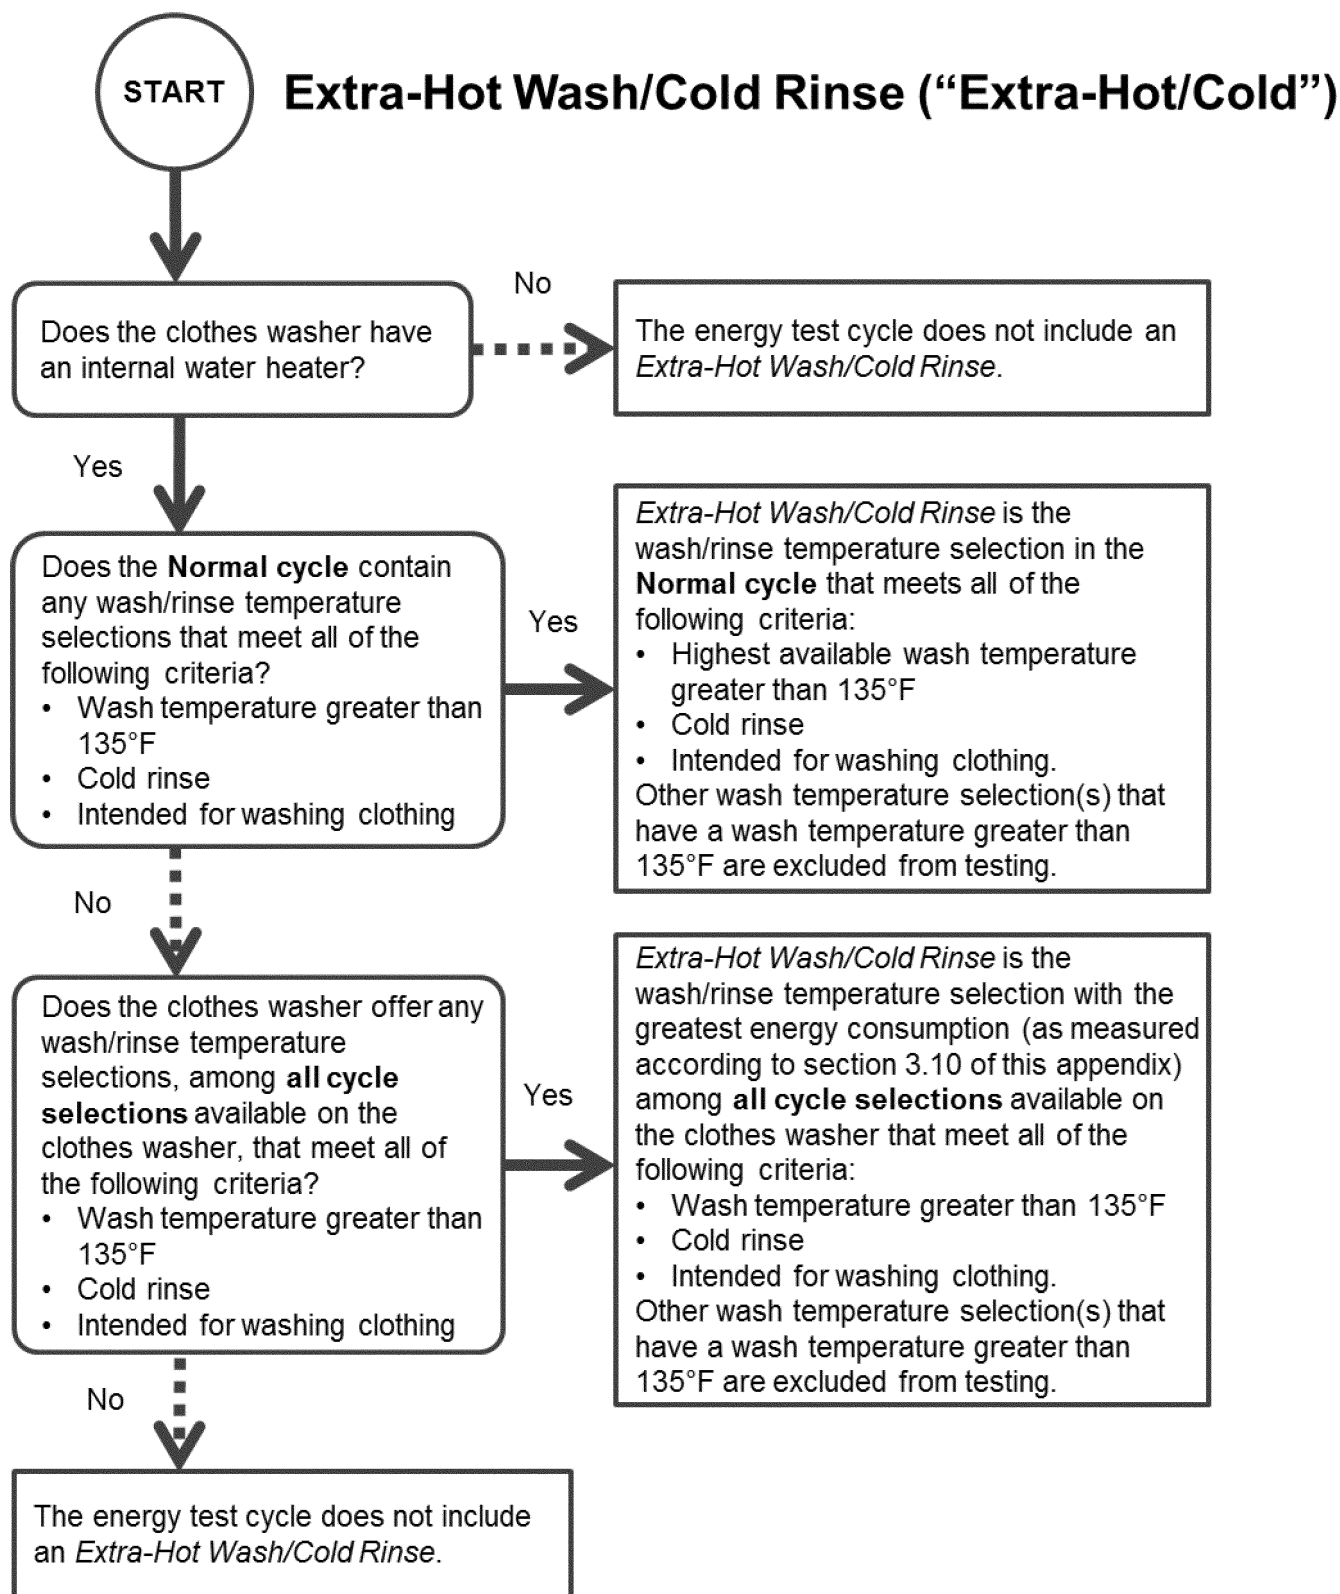 START
Extra-Hot Wash/Cold Rinse (“Extra-Hot/Cold”)
No
Does the clothes washer have
an internal water heater?
The energy test cycle does not include an
Extra-Hot Wash/Cold Rinse.
Yes
Does the Normal cycle contain
any wash/rinse temperature
selections that meet all of the
following criteria?
• Wash temperature greater than
135°F
• Cold rinse
• Intended for washing clothing
Yes
Extra-Hot Wash/Cold Rinse is the
wash/rinse temperature selection in the
Normal cycle that meets all of the
following criteria:
• Highest available wash temperature
greater than 135°F
• Cold rinse
• Intended for washing clothing.
Other wash temperature selection(s) that
have a wash temperature greater than
135°F are excluded from testing.
No
Does the clothes washer offer any
wash/rinse temperature
selections, among all cycle
selections available on the
clothes washer, that meet all of
the following criteria?
• Wash temperature greater than
135°F
• Cold rinse
• Intended for washing clothing
Yes
Extra-Hot Wash/Cold Rinse is the
wash/rinse temperature selection with the
greatest energy consumption (as measured
according to section 3.10 of this appendix)
among all cycle selections available on
the clothes washer that meet all of the
following criteria:
• Wash temperature greater than 135°F
• Cold rinse
• Intended for washing clothing.
Other wash temperature selection(s) that
have a wash temperature greater than
135°F are excluded from testing.
No
The energy test cycle does not include
an Extra-Hot Wash/Cold Rinse.